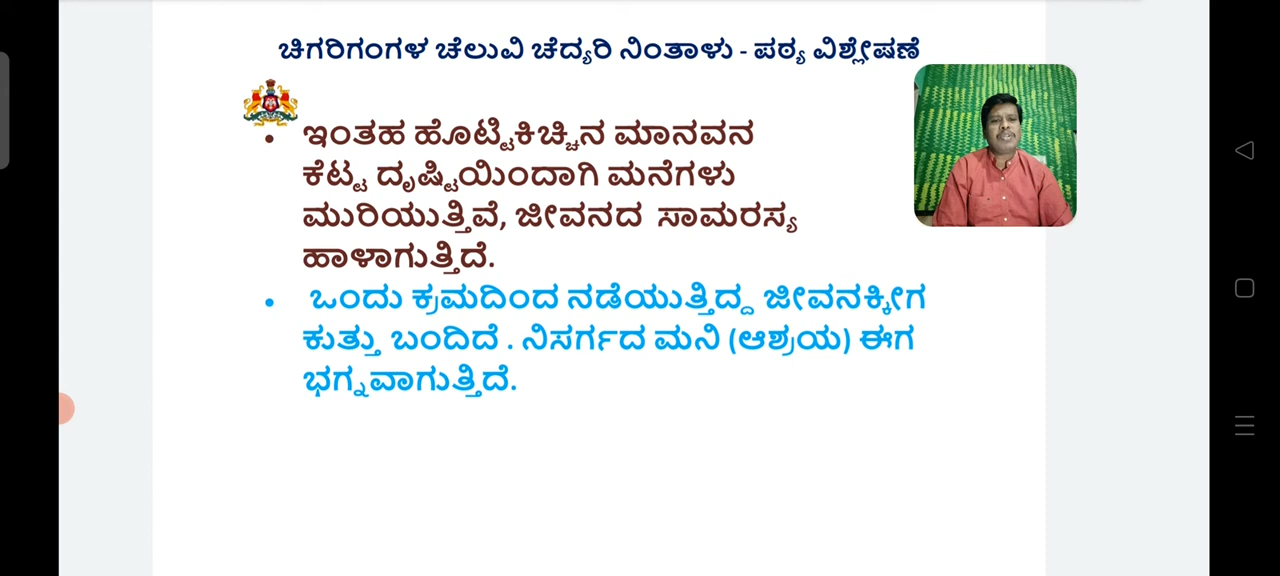 ಚಿಗರಿಗಂಗಳ ಚೆಲುವಿ ಚೆದ್ಯರಿ ನಿಂತಾಳು - ಪಠ್ಯ ವಿಶ್ಲೇಷಣೆ
• ಇಂತಹ ಹೊಟ್ಟಿಕಿಚ್ಚಿನ ಮಾನವನ
ಕೆಟ್ಟ ದೃಷ್ಟಿಯಿಂದಾಗಿ ಮನೆಗಳು
ಮುರಿಯುತ್ತಿವೆ, ಜೀವನದ ಸಾಮರಸ್ಯ
ಹಾಳಾಗುತ್ತಿದೆ.
• ಒಂದು ಕ್ರಮದಿಂದ ನಡೆಯುತ್ತಿದ್ದ ಜೀವನಕ್ಕೀಗ
ಕುತ್ತು ಬಂದಿದೆ . ನಿಸರ್ಗದ ಮನಿ (ಆಶ್ರಯ) ಈಗ
ಭಗ್ನವಾಗುತ್ತಿದೆ.